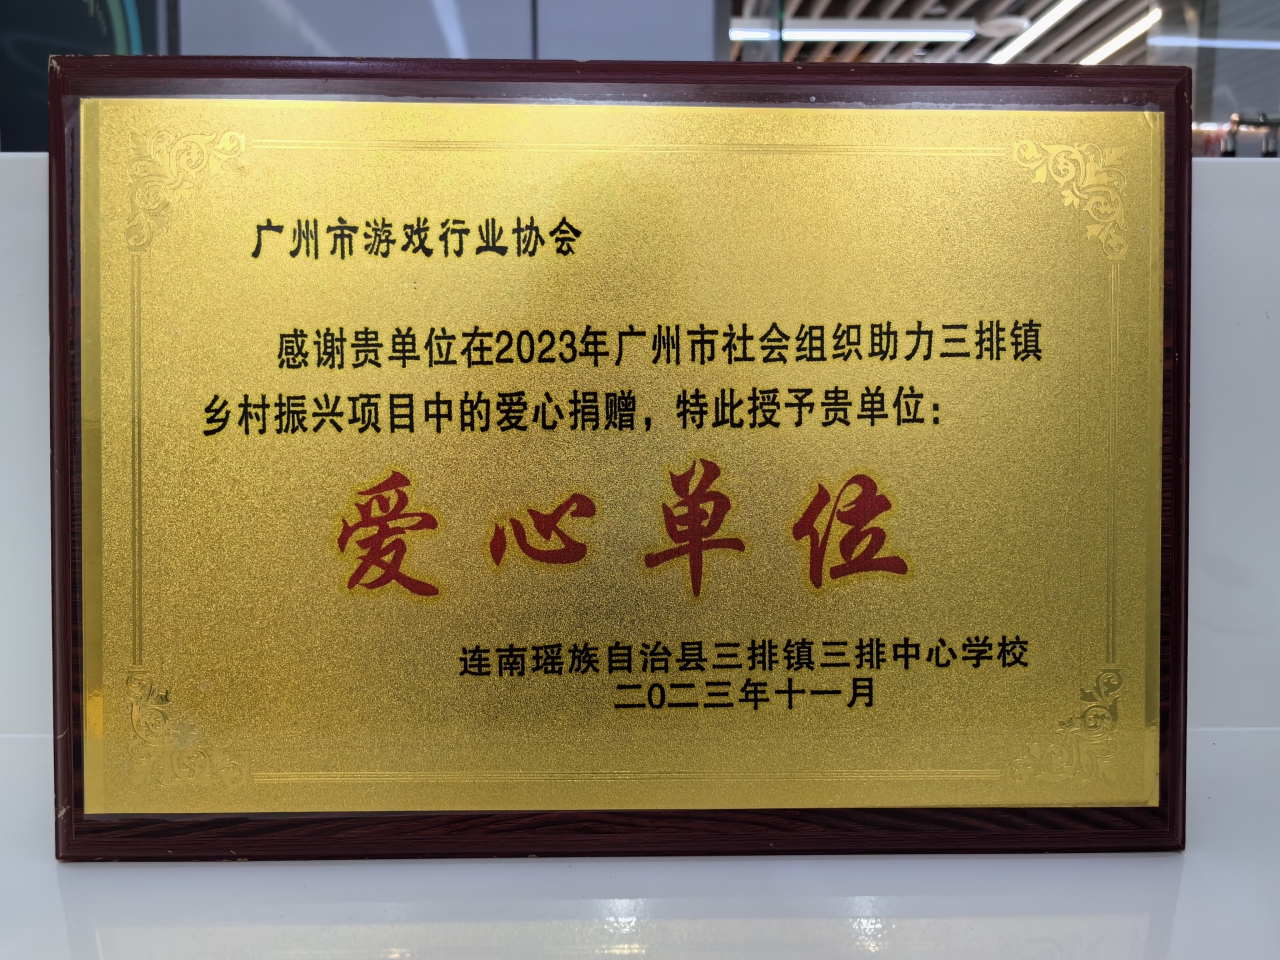 广州市游戏行业协会
感谢贵单位在2023年广州市社会组织助力三排镇
乡村振兴项目中的爱心捐赠，特此授予贵单位：
爱心单位
连南瑶族自治县三排镇三排中心学校
二0二三年十一月